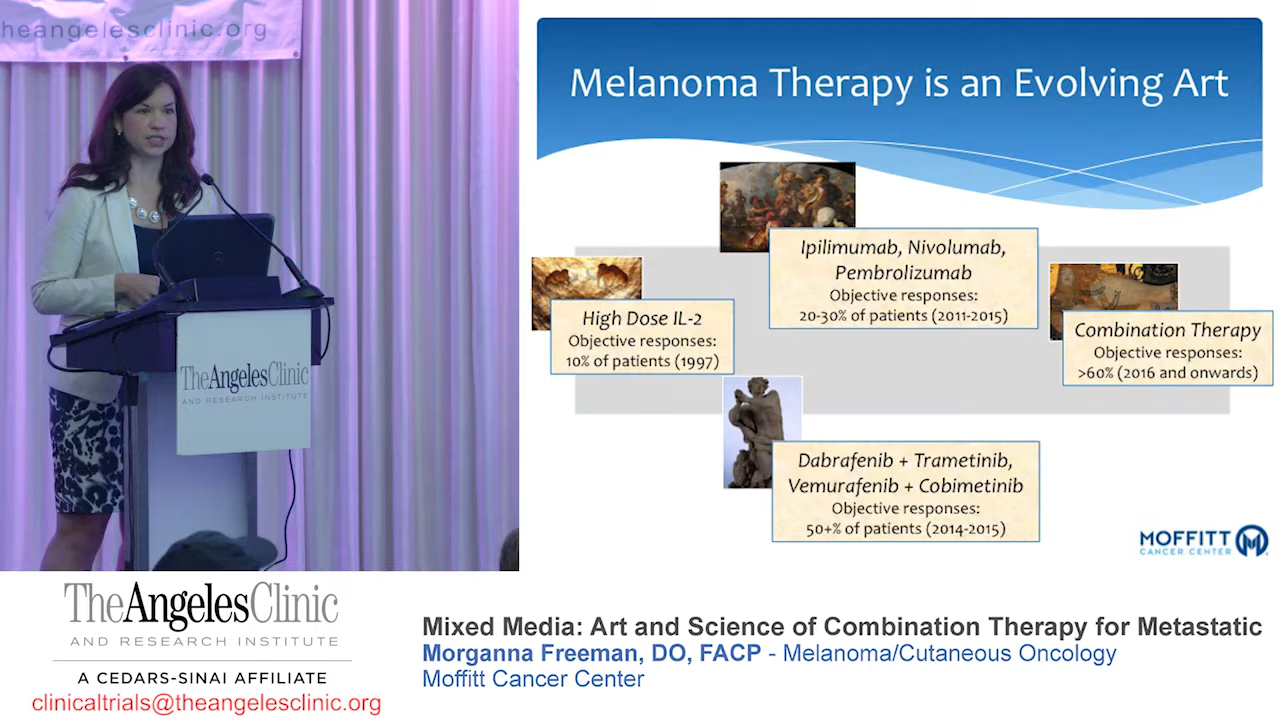 theangelesclinic.org
Melanoma Therapy is an Evolving Art
Ipilimumab, Nivolumab,
Pembrolizumab
Objective responses:
20-30% of patients (2011-2015)
High Dose IL-2
Objective responses:
10% of patients (1997)
Combination Therapy
Objective responses:
>60% (2016 and onwards)
Dabrafenib + Trametinib,
Vemurafenib + Cobimetinib
Objective responses:
50+% of patients (2014-2015)
MOFFITT
CANCER CENTER
TheAngelesClinic
AND RESEARCH INSTITUTE
TheAngelesClinic
AND RESEARCH INSTITUTE
A CEDARS-SINAI AFFILIATE
clinicaltrials@theangelesclinic.org
Mixed Media: Art and Science of Combination Therapy for Metastatic
Morganna Freeman, DO, FACP - Melanoma/Cutaneous Oncology
Moffitt Cancer Center